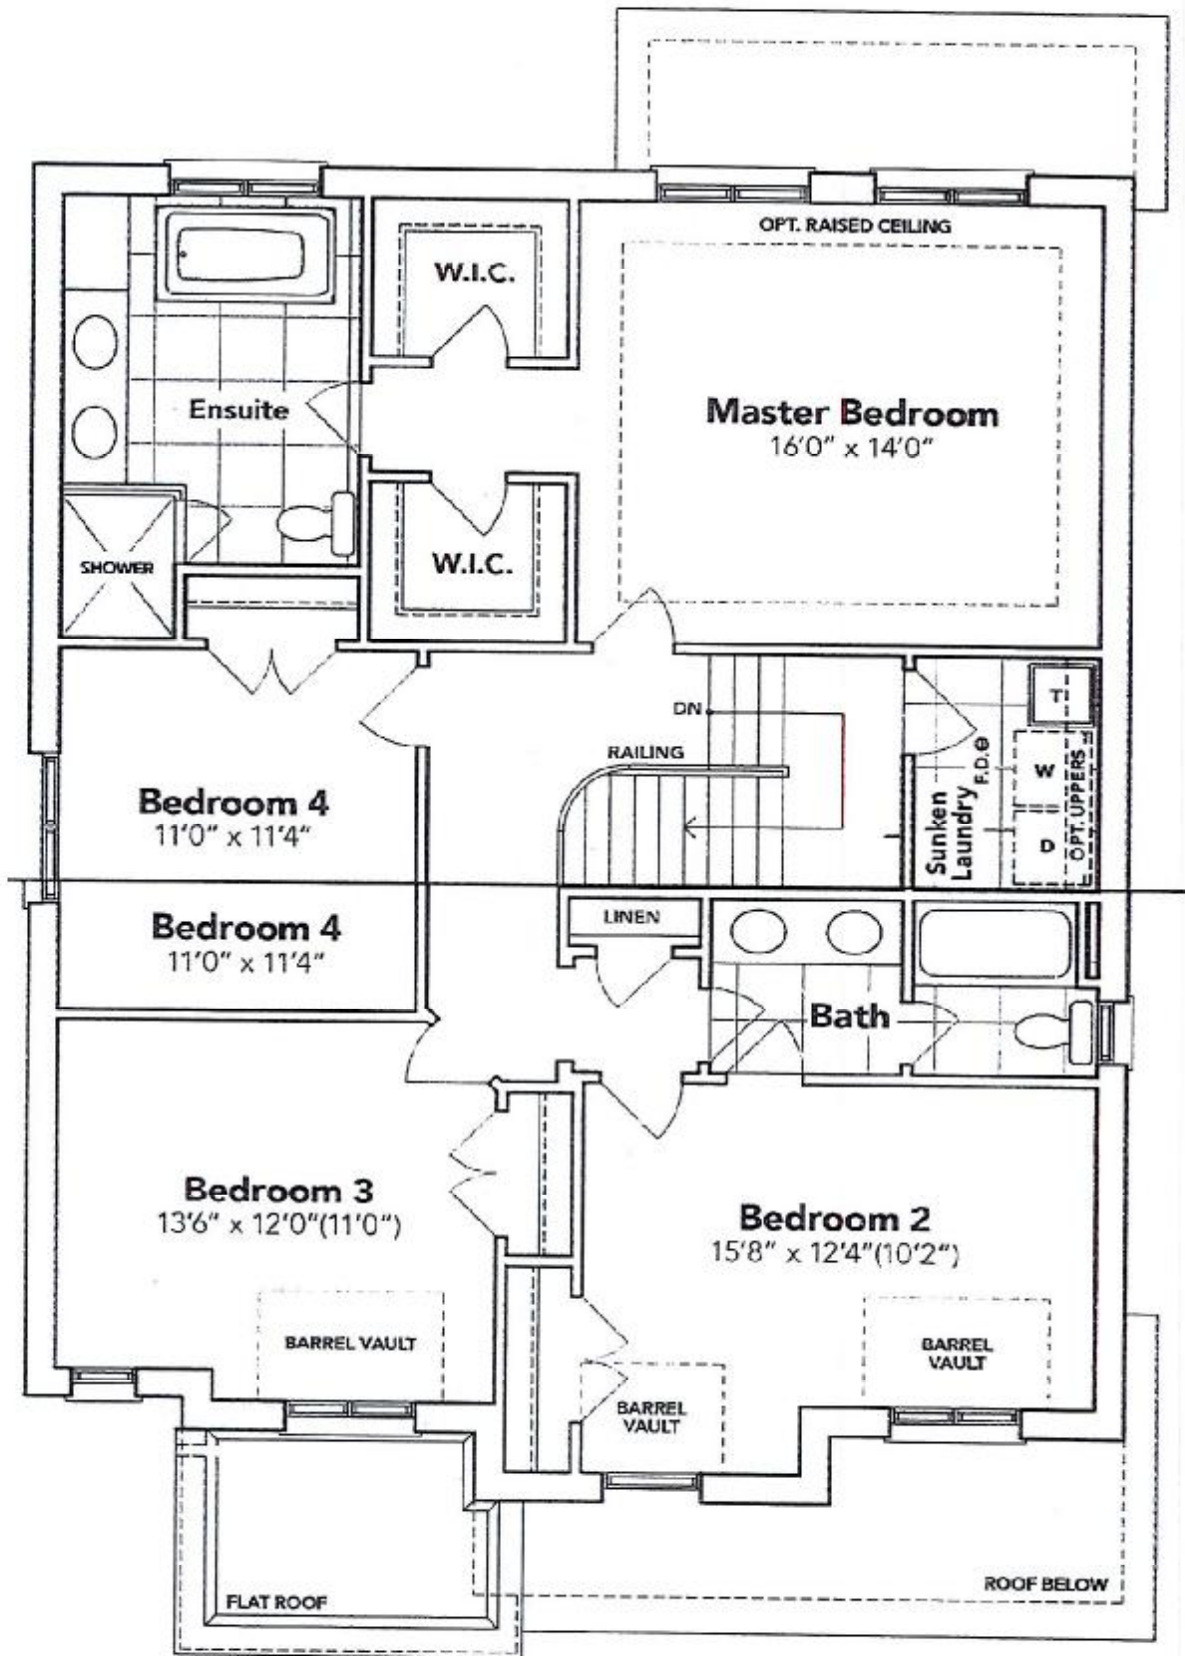 OPT. RAISED CEILING
W.I.C.
Ensuite
Master Bedroom
16'0" x 14'0"
W.I.C.
SHOWER
DN
RAILING
T
W
D
OPT. UPPERS
F.D.
Sunken
Laundry
Bedroom 4
11'0" x 11'4"
Bedroom 4
11'0" x 11'4"
LINEN
Bath
Bedroom 3
13'6" x 12'0"(11'0")
Bedroom 2
15'8" x 12'4"(10'2")
BARREL VAULT
BARREL
VAULT
BARREL
VAULT
FLAT ROOF
ROOF BELOW